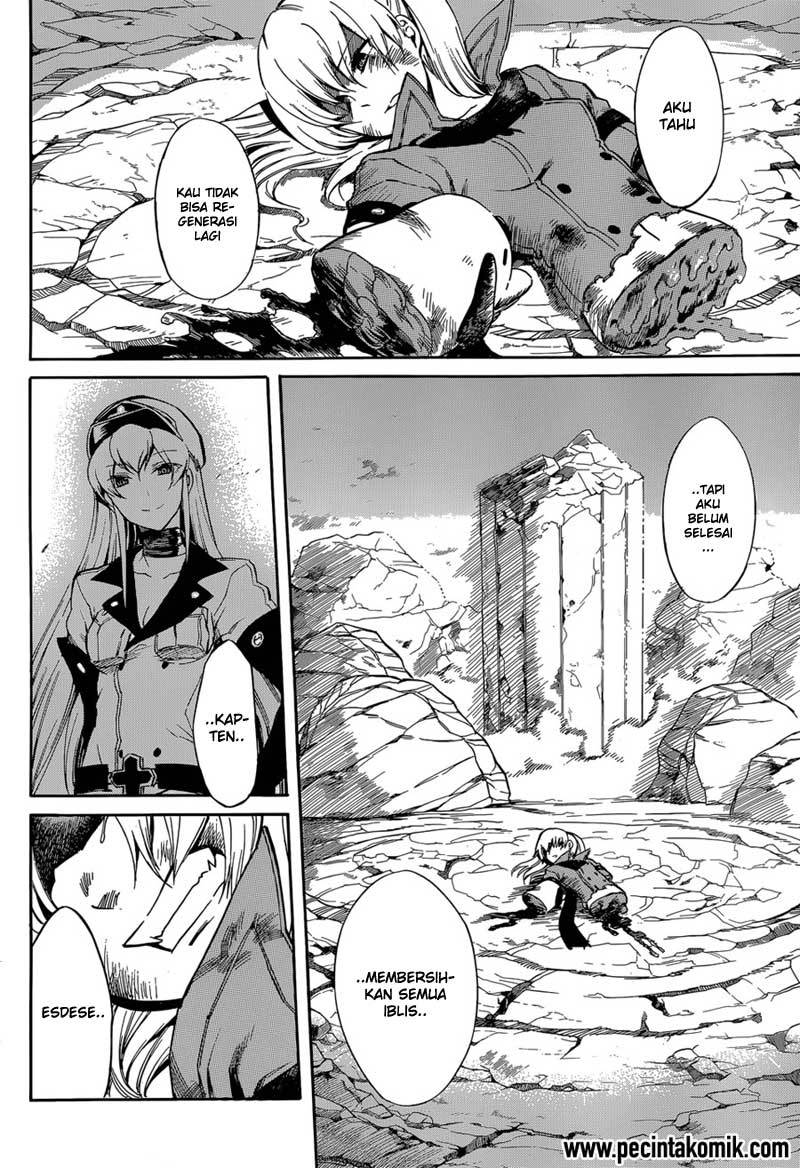 AKU
TAHU
KAU TIDAK
BISA RE-
GENERASI
LAGI
..TAPI
AKU
BELUM
SELESAI
...
..MEMBERSIH-
KAN SEMUA
IBLIS..
..KAP-
TEN..
ESDESE..
www.pecintakomik.com